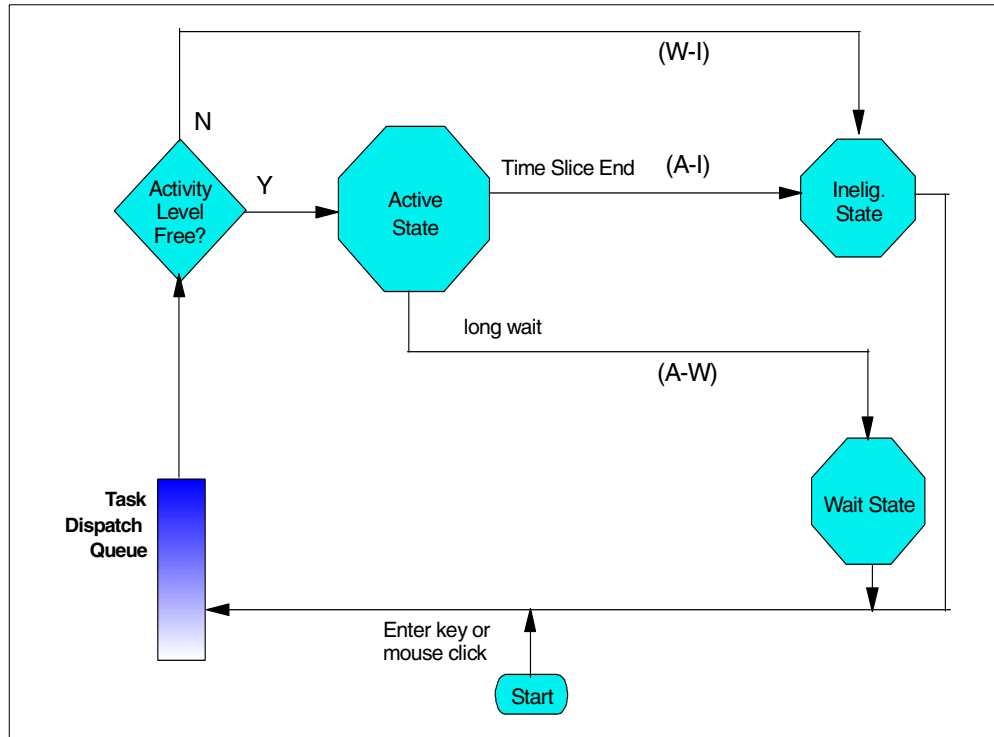 (W-I)
N
Time Slice End
(A-I)
Y
Activity
Level
Free?
Active
State
Inelig.
State
long wait
(A-W)
Task
Dispatch
Queue
Wait State
Enter key or
mouse click
Start